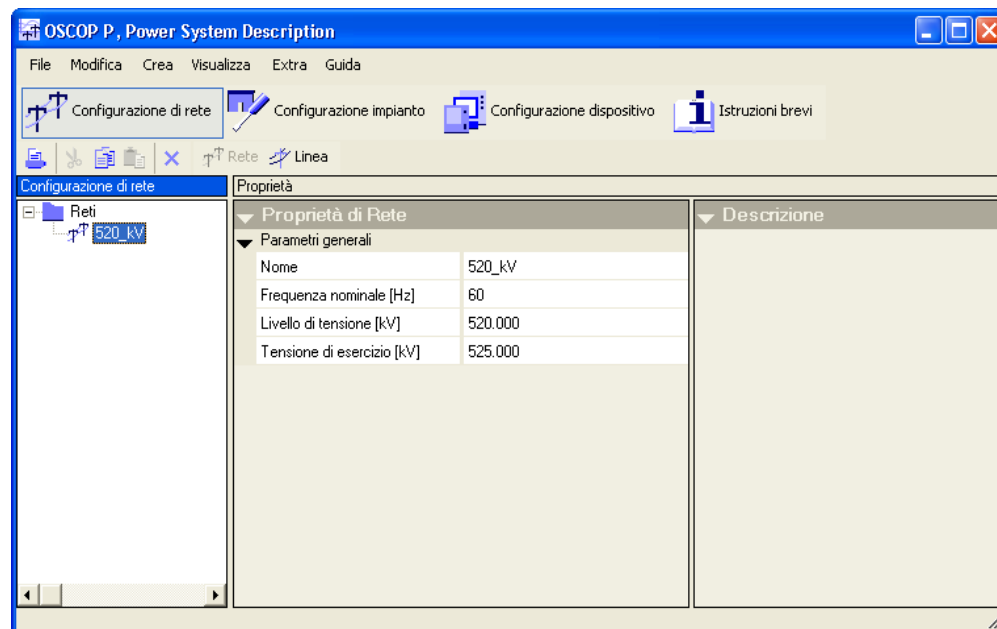 OSCOP P, Power System Description
File Modifica Crea Visualizza Extra Guida
Configurazione di rete Configurazione impianto Configurazione dispositivo Istruzioni brevi
Rete Linea
Configurazione di rete Proprietà
Reti Proprietà di Rete Descrizione
520_kV Parametri generali
Nome 520_kV
Frequenza nominale [Hz] 60
Livello di tensione [kV] 520.000
Tensione di esercizio [kV] 525.000